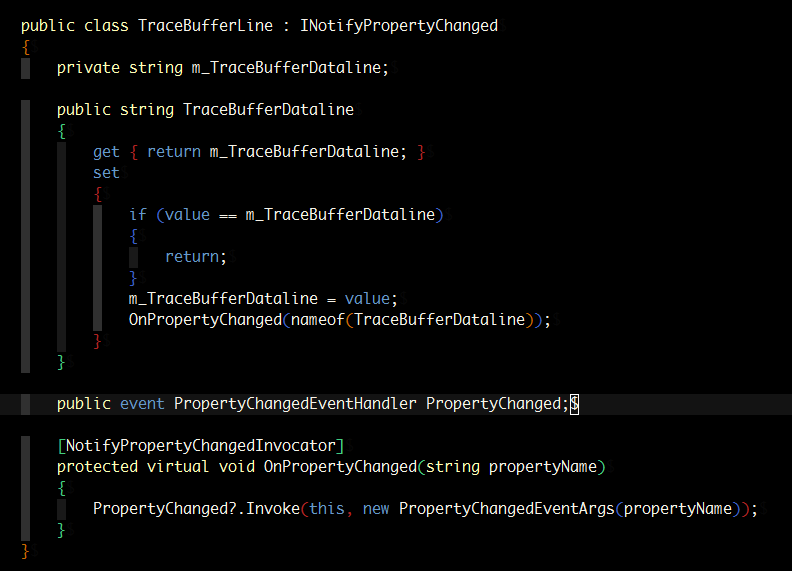 public class TraceBufferLine : INotifyPropertyChanged
{
    private string m_TraceBufferDataline;

    public string TraceBufferDataline
    {
        get { return m_TraceBufferDataline; }
        set
        {
            if (value == m_TraceBufferDataline)
            {
                return;
            }
            m_TraceBufferDataline = value;
            OnPropertyChanged(nameof(TraceBufferDataline));
        }
    }

    public event PropertyChangedEventHandler PropertyChanged;$

    [NotifyPropertyChangedInvocator]
    protected virtual void OnPropertyChanged(string propertyName)
    {
        PropertyChanged?.Invoke(this, new PropertyChangedEventArgs(propertyName));
    }
}